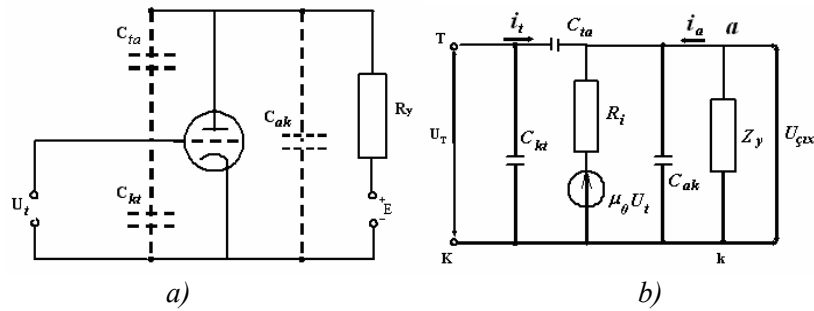 C_ta
C_ak
R_y
C_kt
U_t
+
E
−
a)
T
i_t
C_ta
i_a
a
U_T
C_kt
R_i
μ_θ U_t
C_ak
Z_y
U_çıx
K
k
b)